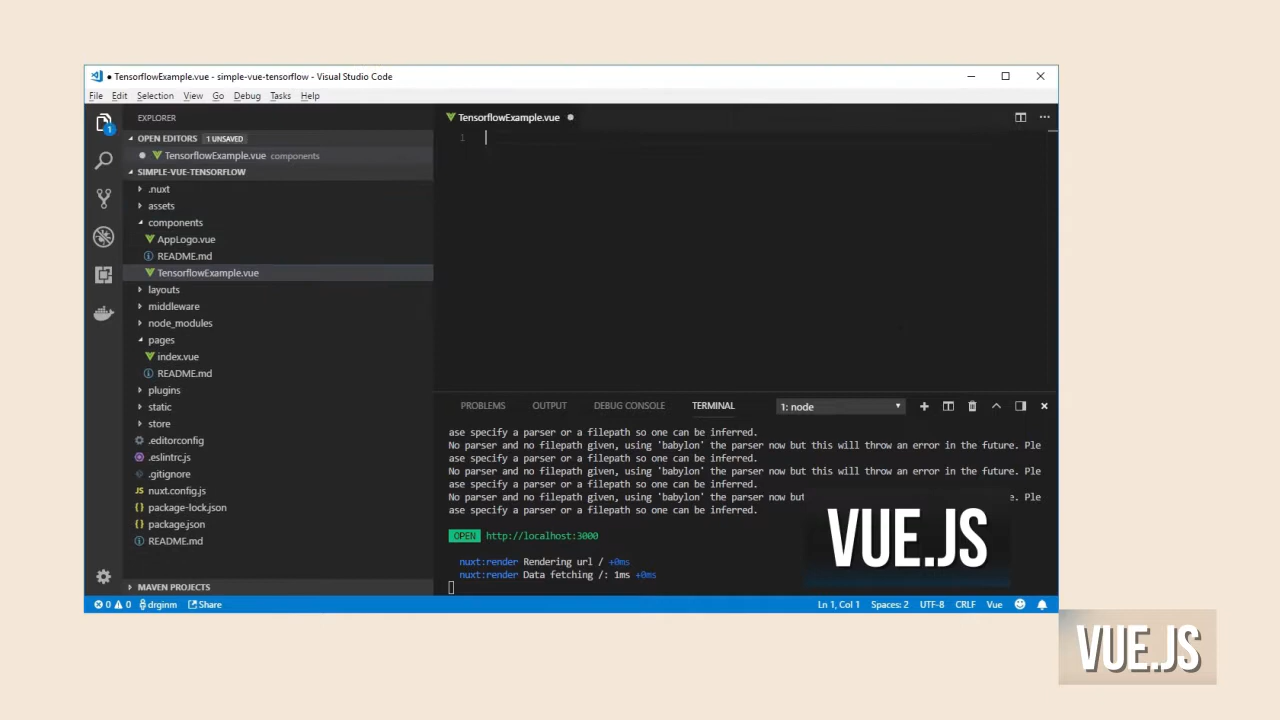 TensorflowExample.vue - simple-vue-tensorflow - Visual Studio Code
File Edit Selection View Go Debug Tasks Help
EXPLORER
OPEN EDITORS 1 UNSAVED
TensorflowExample.vue components
SIMPLE-VUE-TENSORFLOW
.nuxt
assets
components
AppLogo.vue
README.md
TensorflowExample.vue
layouts
middleware
node_modules
pages
index.vue
README.md
plugins
static
store
.editorconfig
.eslintrc.js
.gitignore
JS nuxt.config.js
{} package-lock.json
{} package.json
README.md
MAVEN PROJECTS
TensorflowExample.vue
1
PROBLEMS OUTPUT DEBUG CONSOLE TERMINAL 1: node
ase specify a parser or a filepath so one can be inferred.
No parser and no filepath given, using 'babylon' the parser now but this will throw an error in the future. Ple
ase specify a parser or a filepath so one can be inferred.
No parser and no filepath given, using 'babylon' the parser now but this will throw an error in the future. Ple
ase specify a parser or a filepath so one can be inferred.
No parser and no filepath given, using 'babylon' the parser now but e. Ple
ase specify a parser or a filepath so one can be inferred.
OPEN http://localhost:3000
nuxt:render Rendering url / +0ms
nuxt:render Data fetching /: 1ms +0ms
VUE.JS
0 0 drginm Share Ln 1, Col 1 Spaces: 2 UTF-8 CRLF Vue
VUE.JS